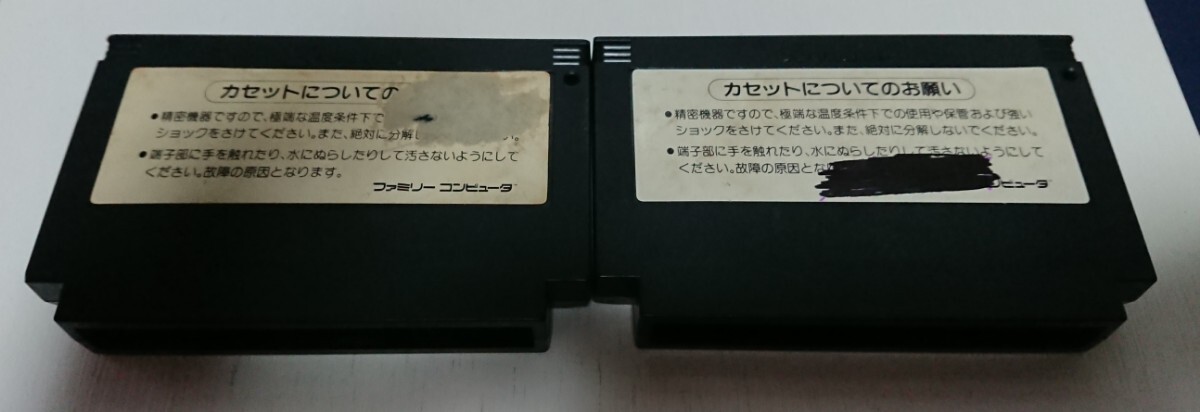 カセットについての
●精密機器ですので、極端な温度条件下で
ショックをさけてください。また、絶対に分解
●端子部に手を触れたり、水にぬらしたりして汚さないようにして
ください。故障の原因となります。
ファミリー コンピュータ
カセットについてのお願い
●精密機器ですので、極端な温度条件下での使用や保管および強い
ショックをさけてください。また、絶対に分解しないでください。
●端子部に手を触れたり、水にぬらしたりして汚さないようにして
ください。故障の原因とな
ピュータ